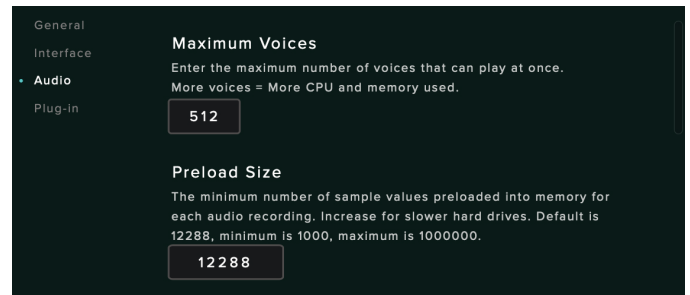 General
Interface
Audio
Plug-in
Maximum Voices
Enter the maximum number of voices that can play at once.
More voices = More CPU and memory used.
512
Preload Size
The minimum number of sample values preloaded into memory for
each audio recording. Increase for slower hard drives. Default is
12288, minimum is 1000, maximum is 1000000.
12288